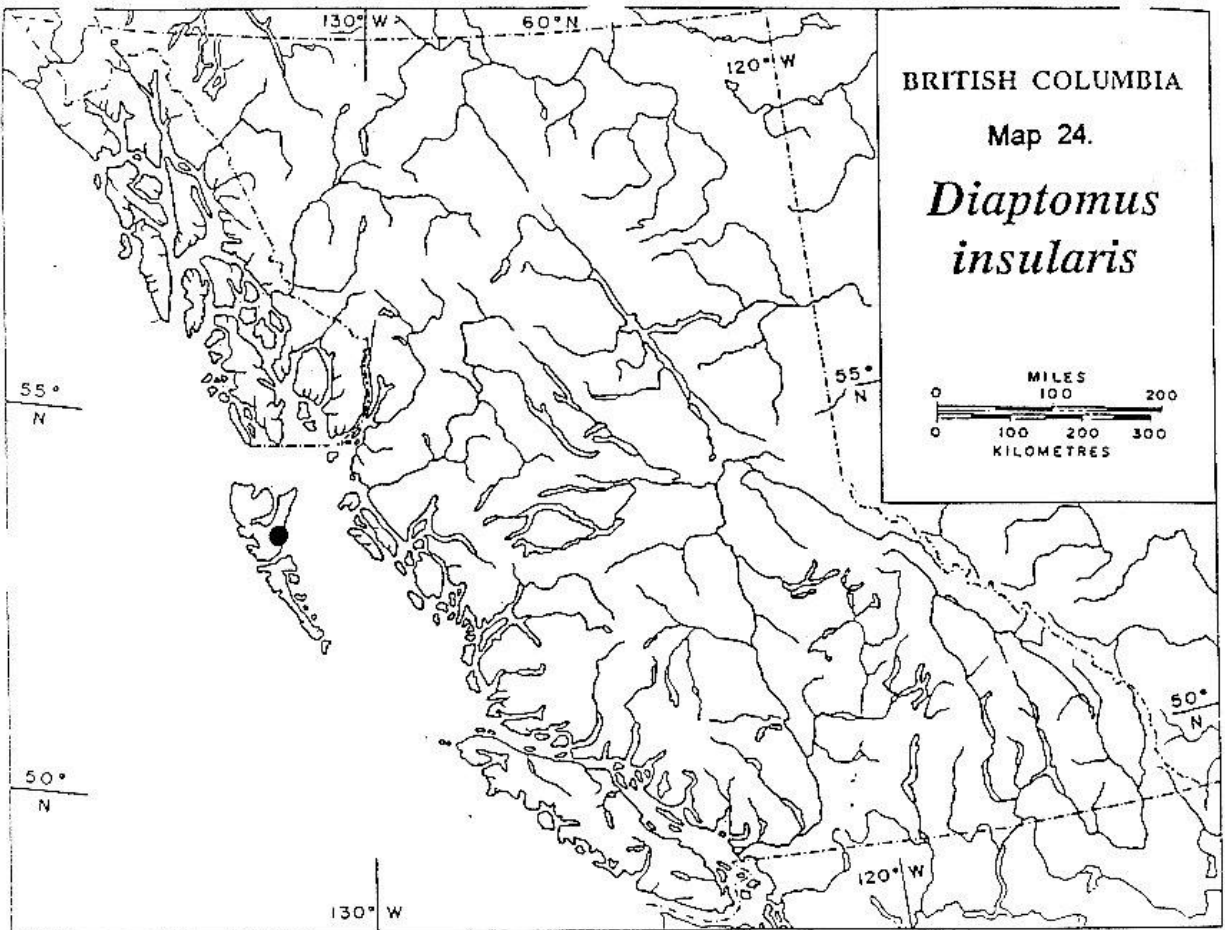 130° W
60° N
120° W
BRITISH COLUMBIA
Map 24.
Diaptomus
insularis
MILES
0 100 200
0 100 200 300
KILOMETRES
55°
N
55°
N
50°
N
50°
N
120° W
130° W